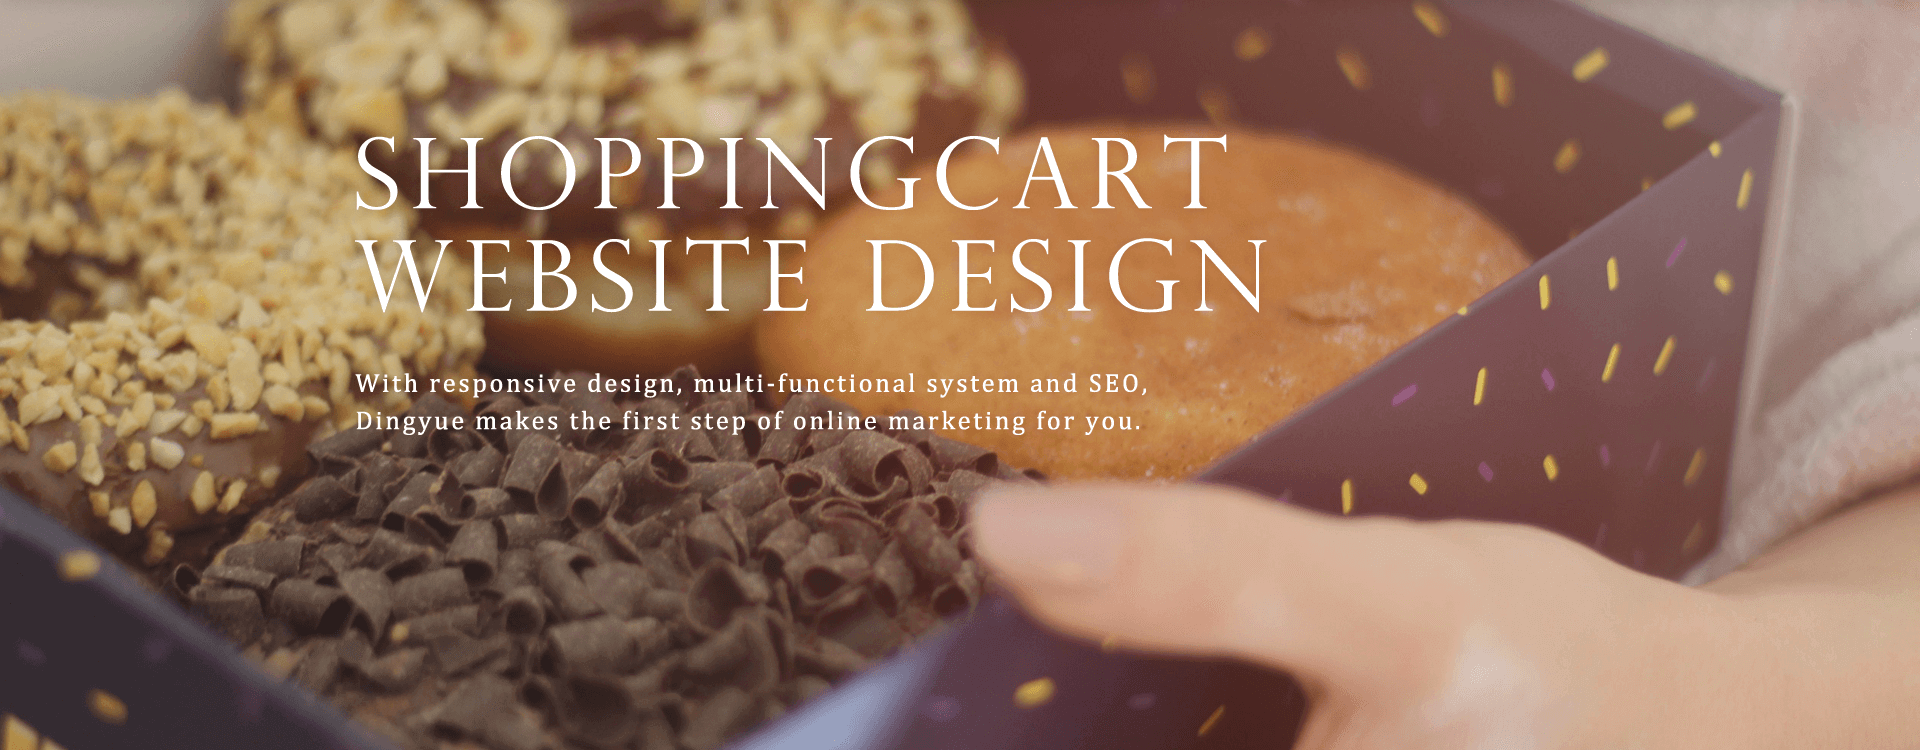 SHOPPINGCART
WEBSITE DESIGN
With responsive design, multi-functional system and SEO,
Dingyue makes the first step of online marketing for you.